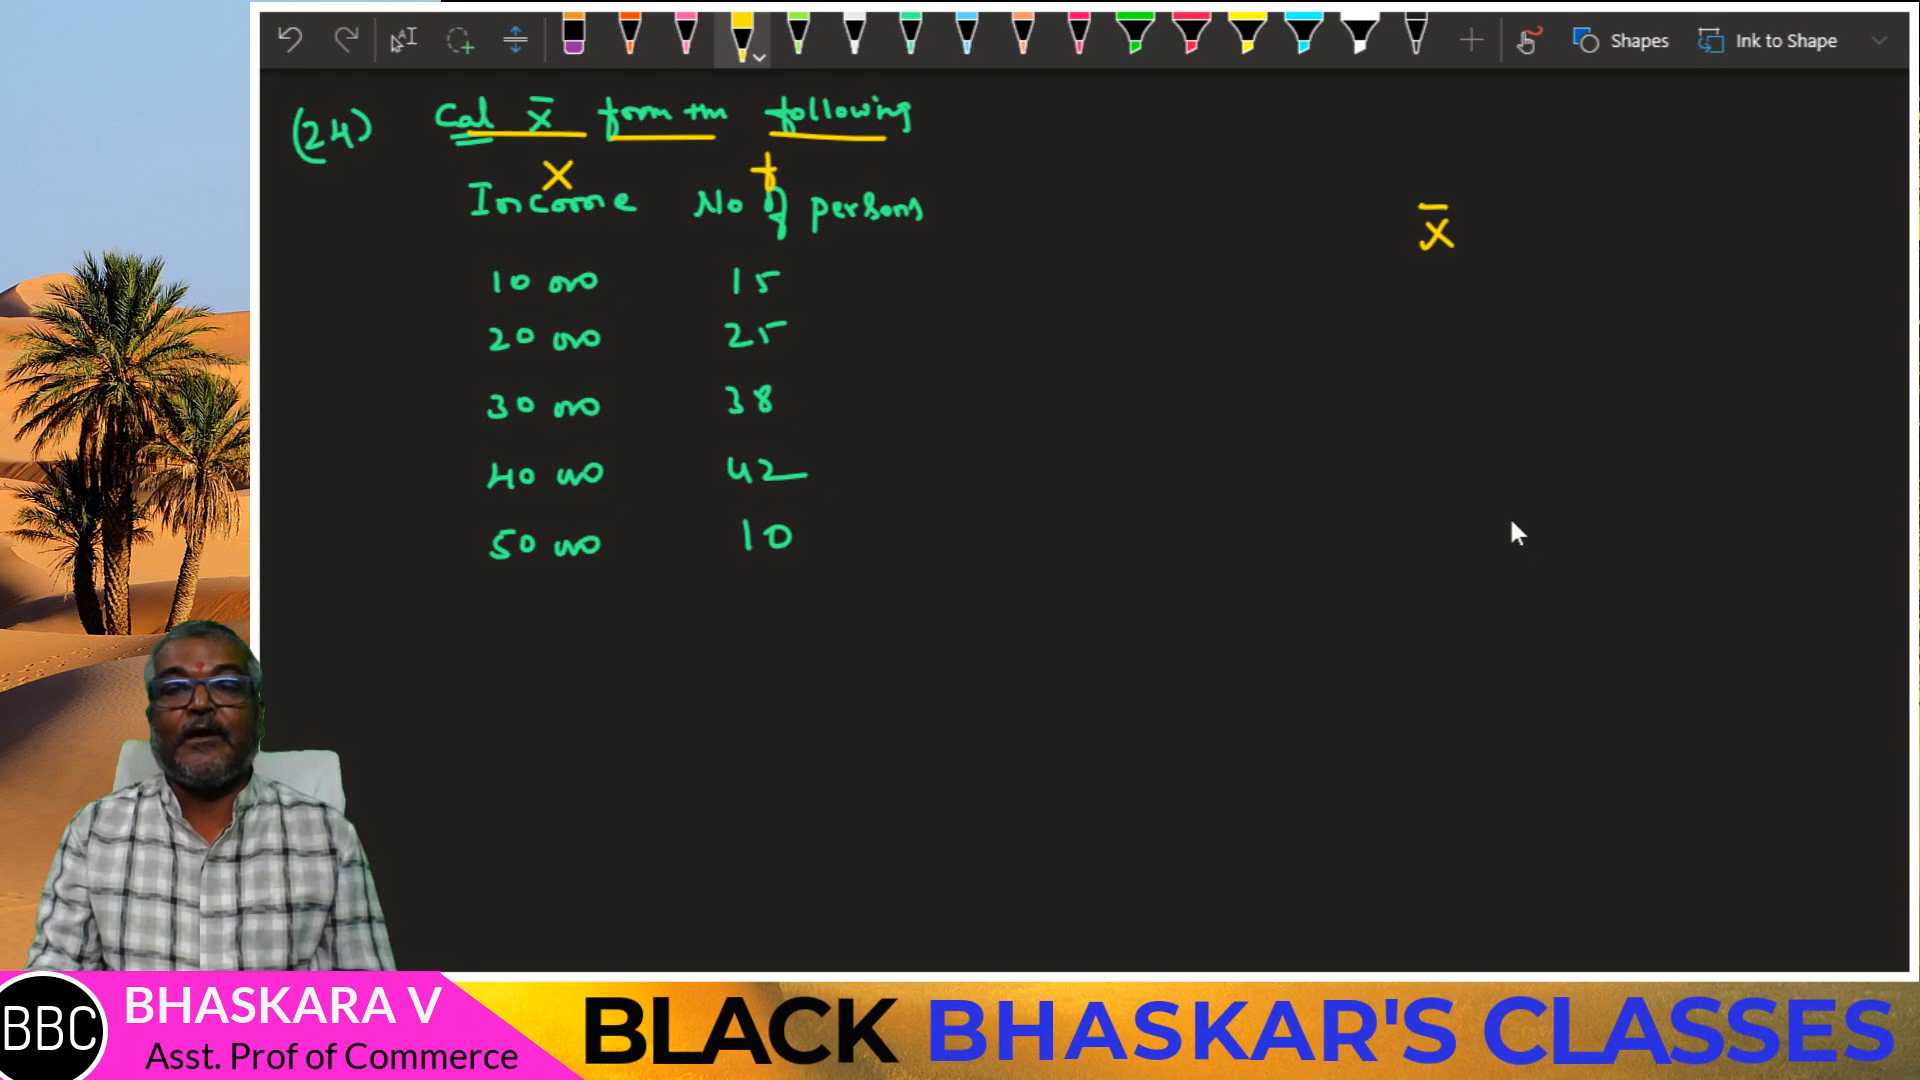 Shapes Ink to Shape
(24) Cal x̄ form the following
X f
Income No of persons
x̄
10 000 15
20 000 25
30 000 38
40 000 42
50 000 10
BBC BHASKARA V
Asst. Prof of Commerce
BLACK BHASKAR'S CLASSES